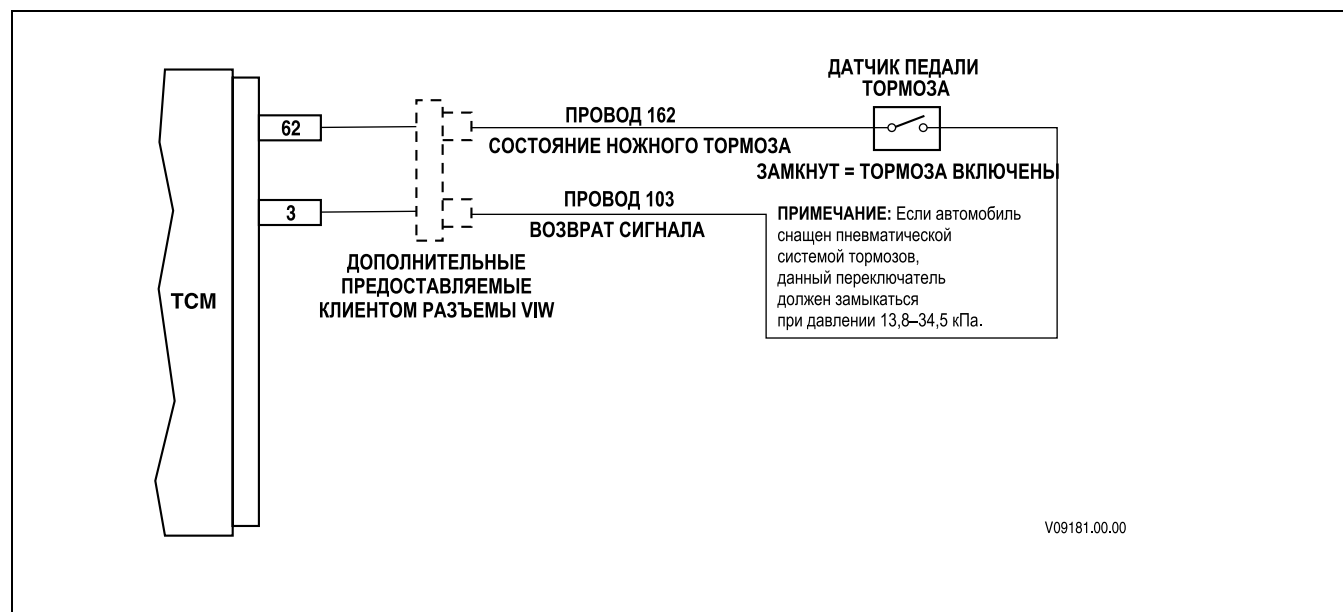 ДАТЧИК ПЕДАЛИ
ТОРМОЗА
62
ПРОВОД 162
СОСТОЯНИЕ НОЖНОГО ТОРМОЗА
ЗАМКНУТ = ТОРМОЗА ВКЛЮЧЕНЫ
3
ПРОВОД 103
ВОЗВРАТ СИГНАЛА
ПРИМЕЧАНИЕ: Если автомобиль
снащен пневматической
системой тормозов,
данный переключатель
должен замыкаться
при давлении 13,8–34,5 кПа.
ДОПОЛНИТЕЛЬНЫЕ
ПРЕДОСТАВЛЯЕМЫЕ
КЛИЕНТОМ РАЗЪЕМЫ VIW
TCM
V09181.00.00